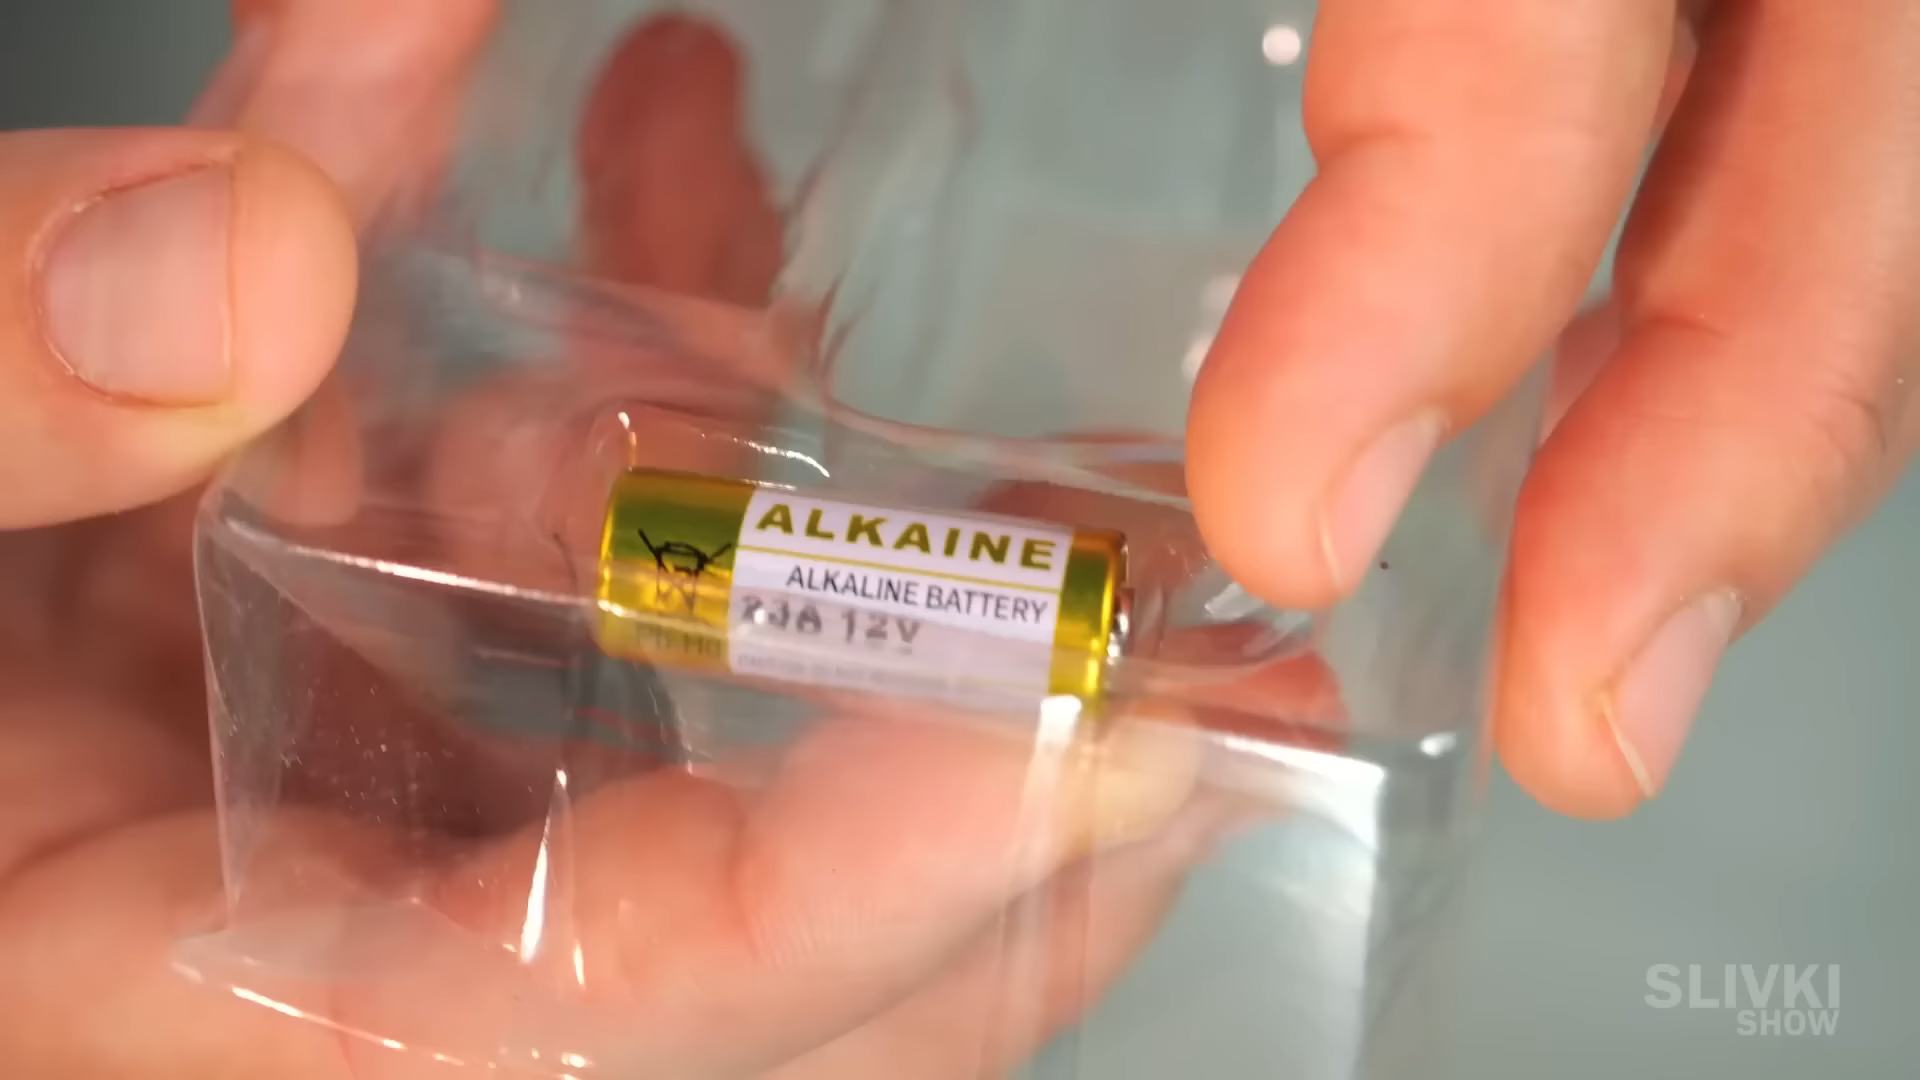 ALKAINE
ALKALINE BATTERY
23A 12V
SLIVKI
SHOW